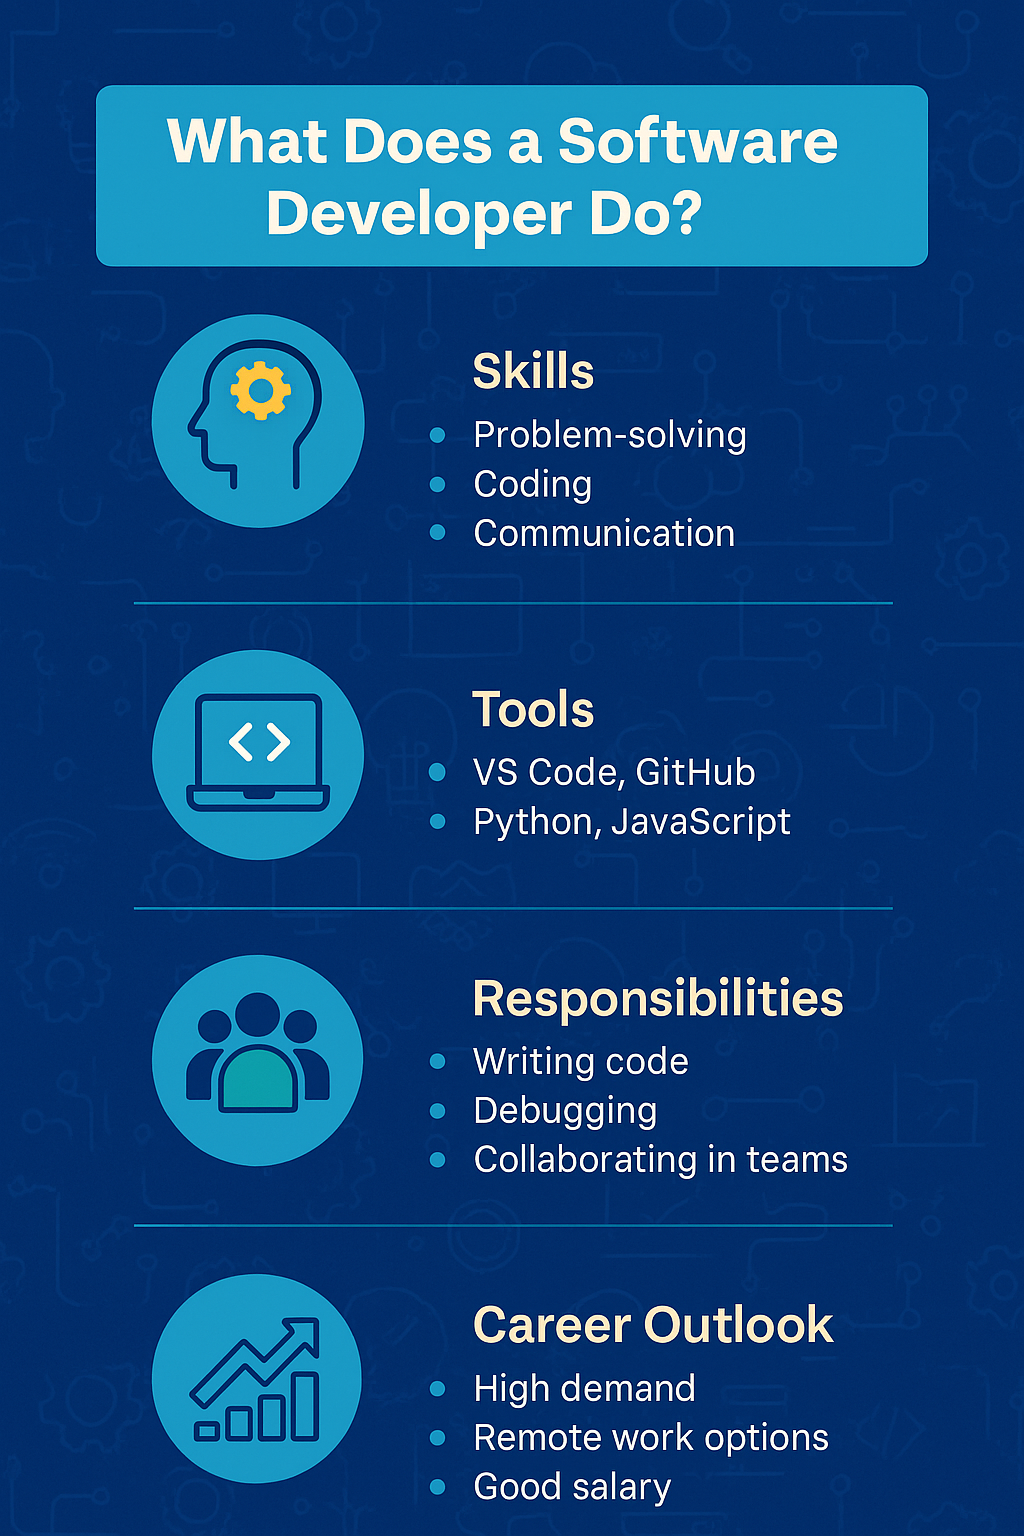 What Does a Software
Developer Do?
Skills
Problem-solving
Coding
Communication
< >
Tools
VS Code, GitHub
Python, JavaScript
Responsibilities
Writing code
Debugging
Collaborating in teams
Career Outlook
High demand
Remote work options
Good salary